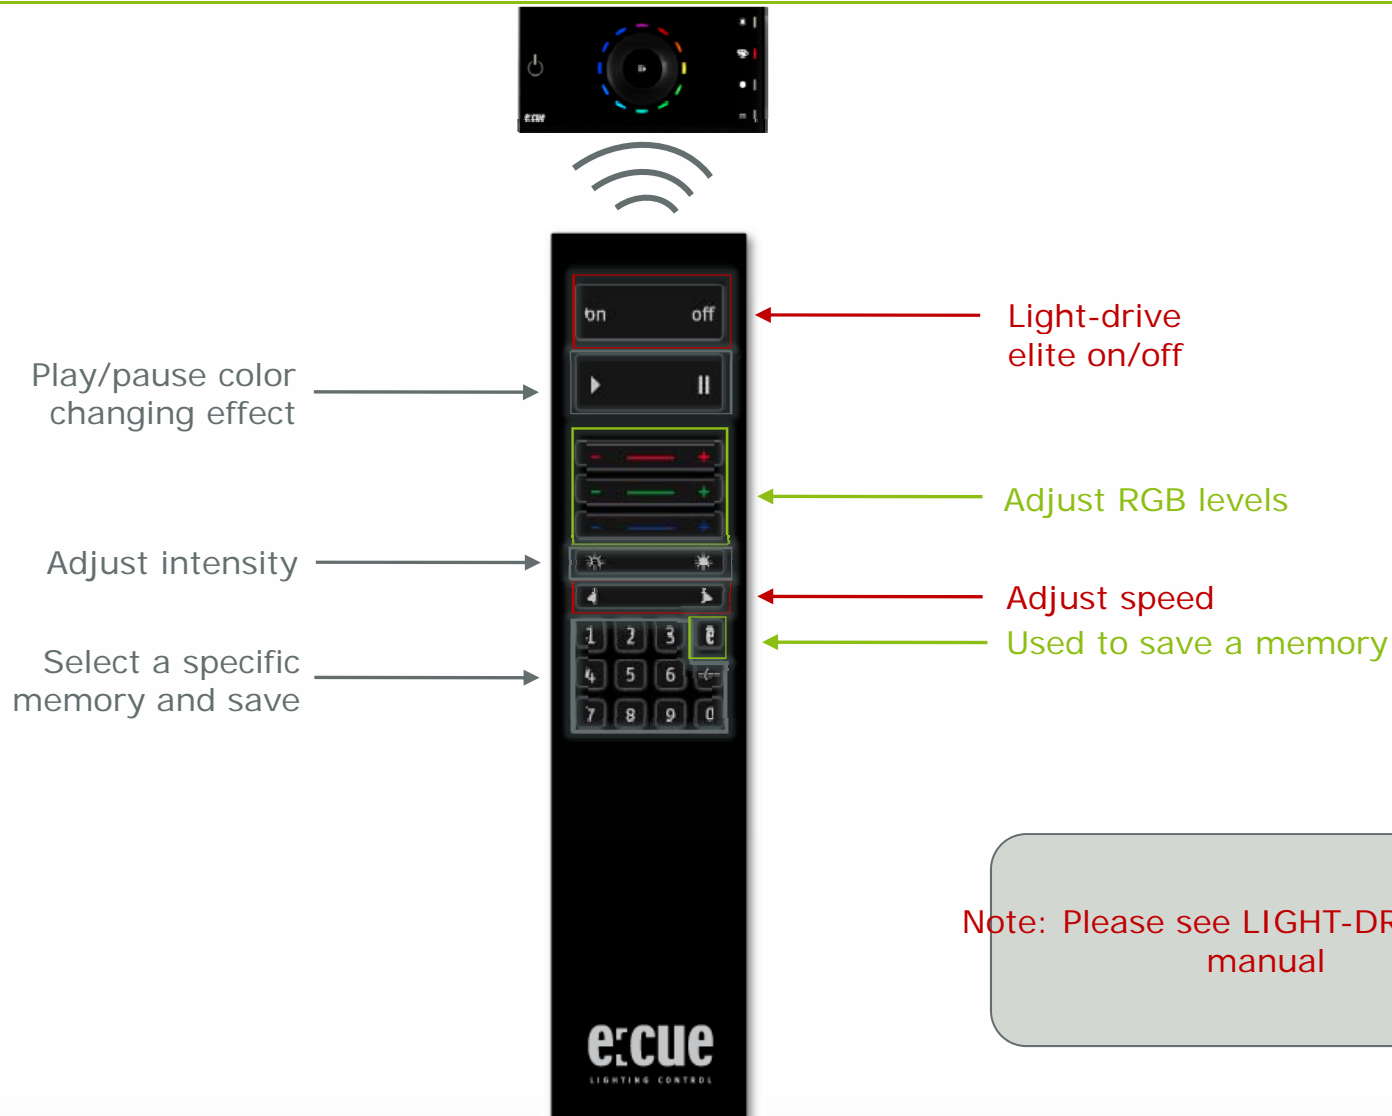 e:cue
on off
Light-drive
elite on/off
Play/pause color
changing effect
Adjust RGB levels
Adjust intensity
Adjust speed
1 2 3 e
Used to save a memory
Select a specific
memory and save
4 5 6
7 8 9 0
Note: Please see LIGHT-DR
manual
e:cue
LIGHTING CONTROL